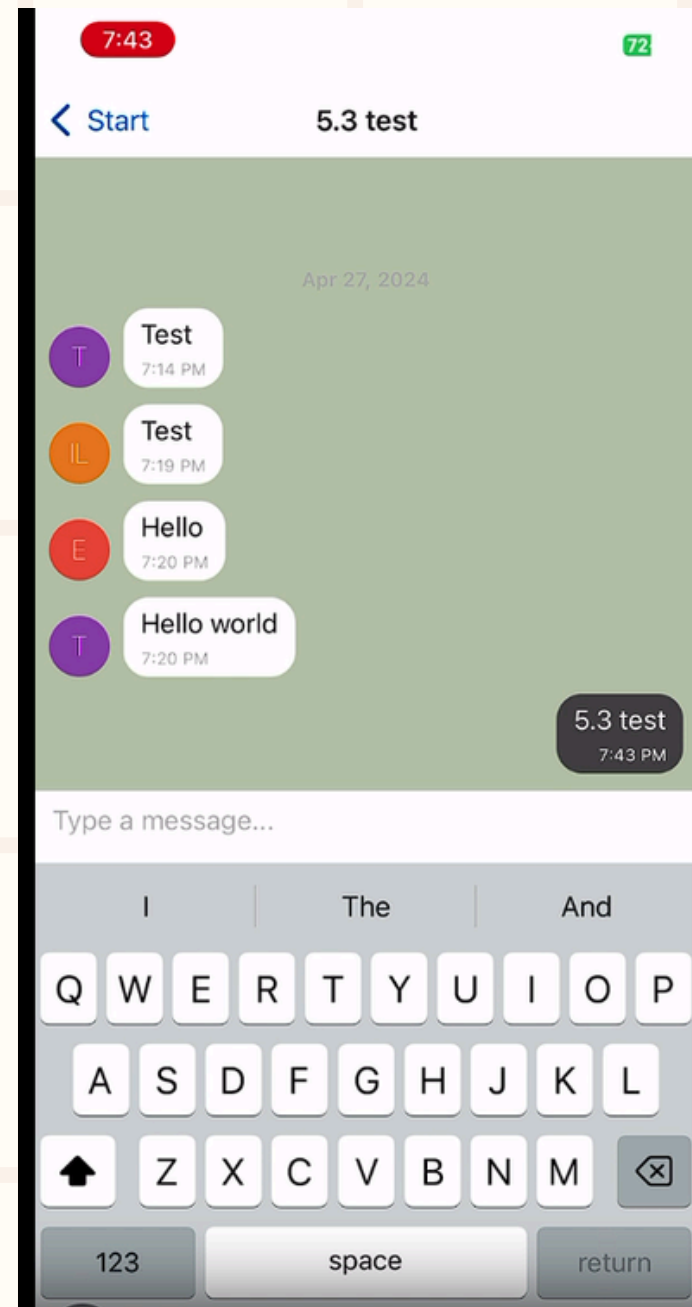 7:43
72
Start
5.3 test
Apr 27, 2024
Test
T
7:14 PM
Test
IL
7:19 PM
Hello
E
7:20 PM
Hello world
T
7:20 PM
5.3 test
7:43 PM
Type a message...
I The And
Q W E R T Y U I O P
A S D F G H J K L
Z X C V B N M
123 space return